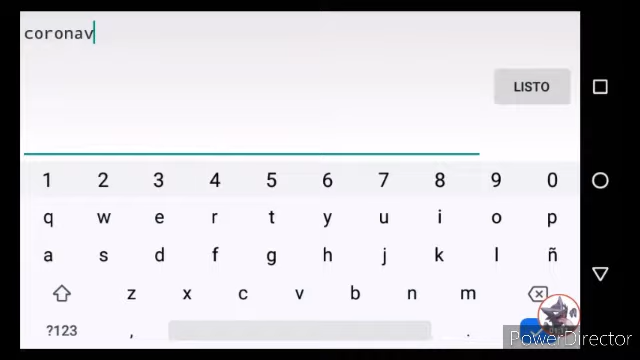 coronav
LISTO
1 2 3 4 5 6 7 8 9 0
q w e r t y u i o p
a s d f g h j k l ñ
z x c v b n m
?123 , .
PowerDirector